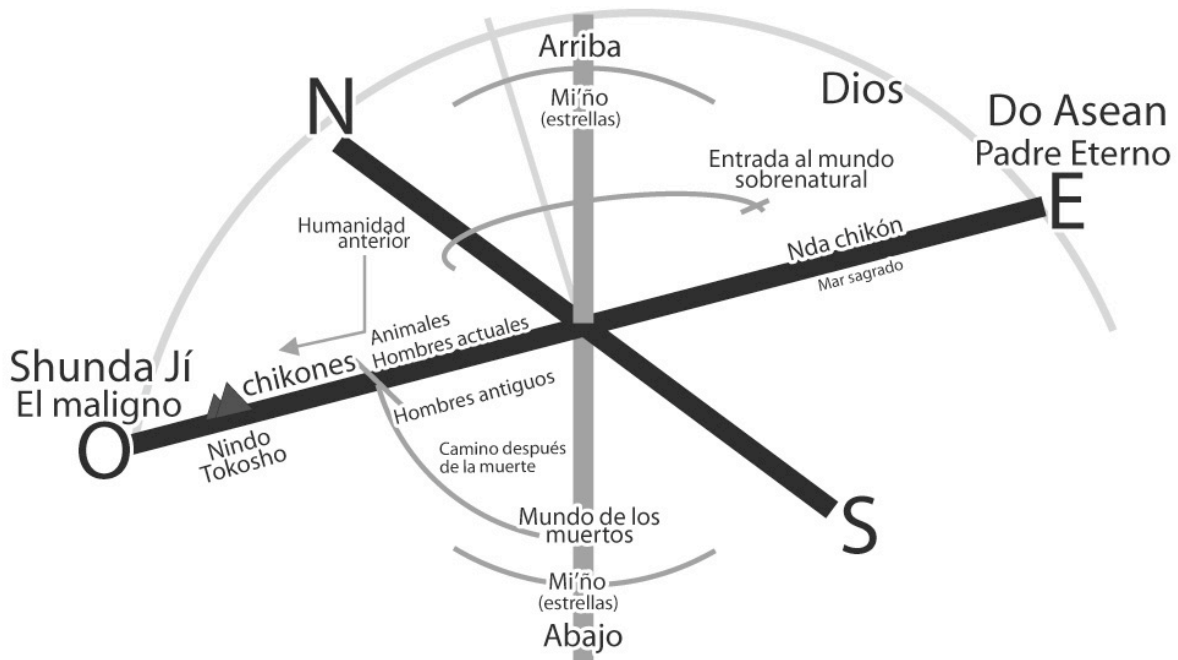 Arriba
Mi'ño
(estrellas)
Dios
Do Asean
Padre Eterno
N
Entrada al mundo
sobrenatural
E
Humanidad
anterior
Nda chikón
Mar sagrado
Animales
Hombres actuales
chikones
Shunda Jí
El maligno
O
Nindo
Tokosho
Hombres antiguos
Camino después
de la muerte
Mundo de los
muertos
S
Mi'ño
(estrellas)
Abajo